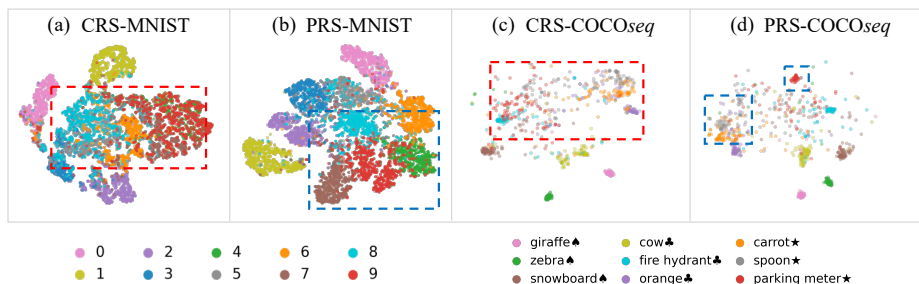 (a) CRS-MNIST (b) PRS-MNIST (c) CRS-COCOseq (d) PRS-COCOseq
0 2 4 6 8
1 3 5 7 9
giraffe♠ cow♣ carrot★
zebra♠ fire hydrant♣ spoon★
snowboard♠ orange♣ parking meter★